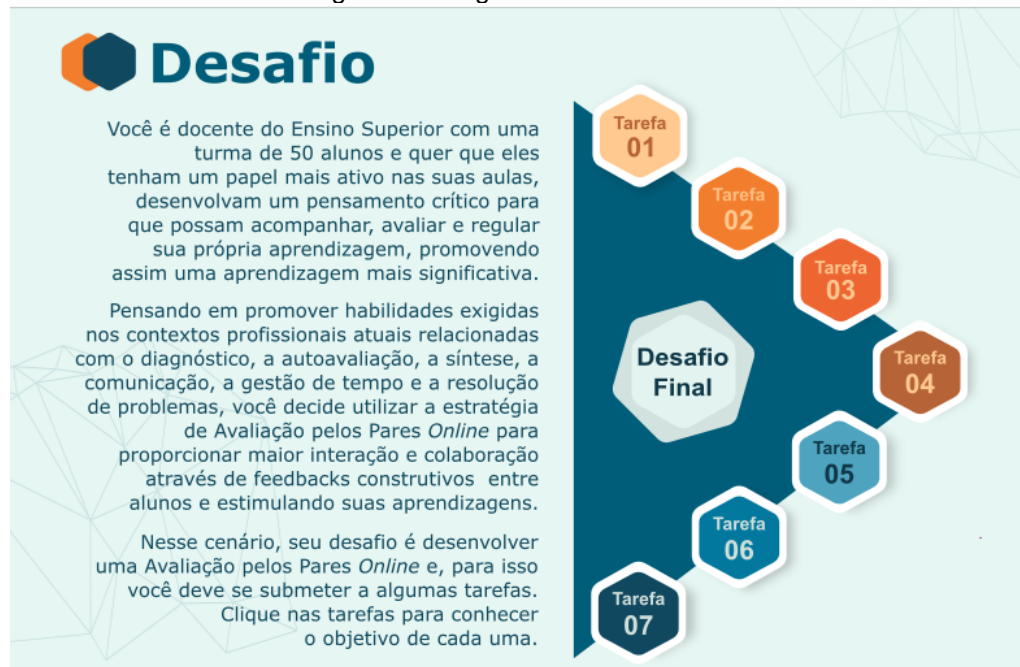 Desafio
Você é docente do Ensino Superior com uma
turma de 50 alunos e quer que eles
tenham um papel mais ativo nas suas aulas,
desenvolvam um pensamento crítico para
que possam acompanhar, avaliar e regular
sua própria aprendizagem, promovendo
assim uma aprendizagem mais significativa.
Pensando em promover habilidades exigidas
nos contextos profissionais atuais relacionadas
com o diagnóstico, a autoavaliação, a síntese, a
comunicação, a gestão de tempo e a resolução
de problemas, você decide utilizar a estratégia
de Avaliação pelos Pares Online para
proporcionar maior interação e colaboração
através de feedbacks construtivos entre
alunos e estimulando suas aprendizagens.
Nesse cenário, seu desafio é desenvolver
uma Avaliação pelos Pares Online e, para isso
você deve se submeter a algumas tarefas.
Clique nas tarefas para conhecer
o objetivo de cada uma.
Tarefa
01
Tarefa
02
Tarefa
03
Tarefa
04
Tarefa
05
Tarefa
06
Tarefa
07
Desafio
Final